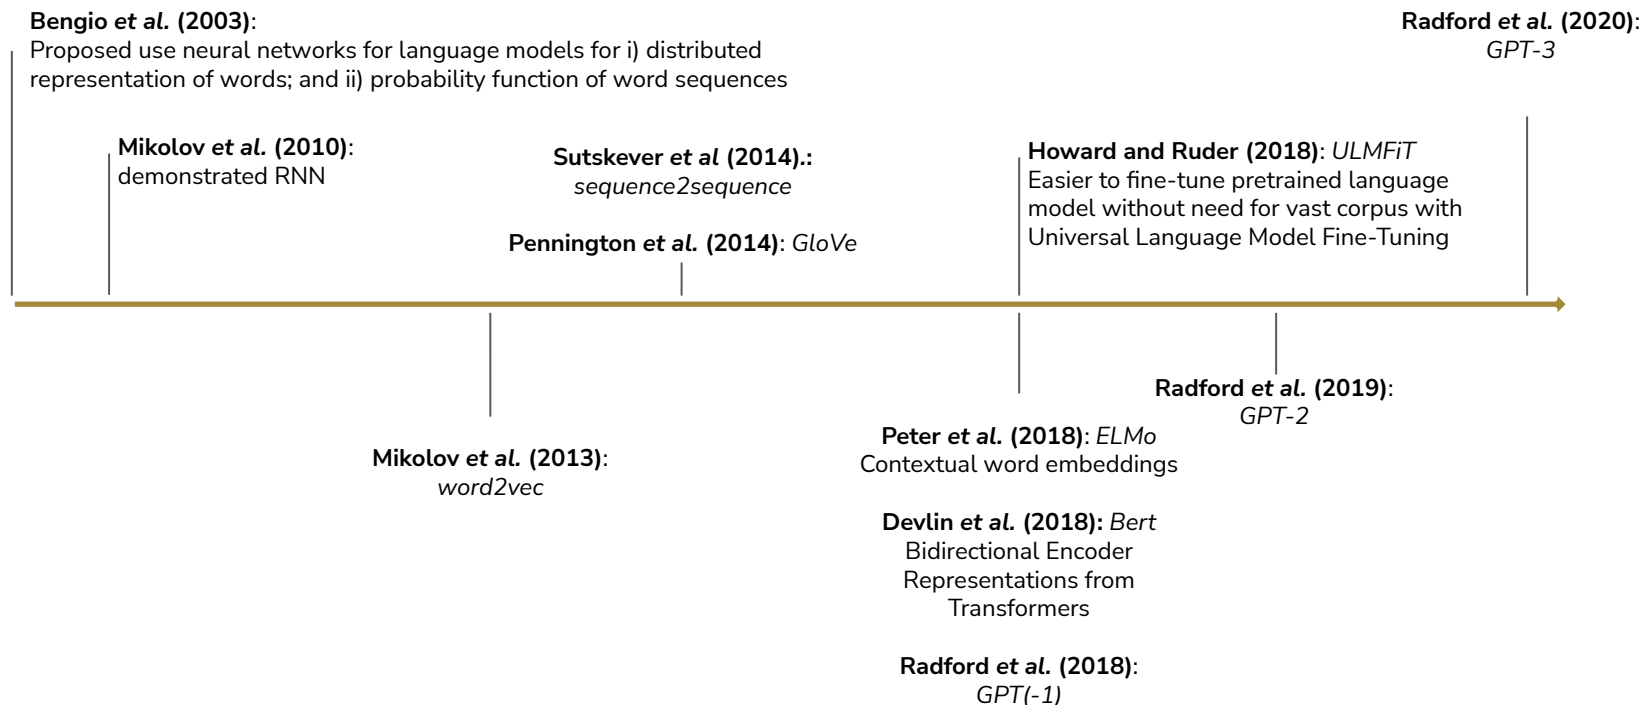 Bengio et al. (2003):
Proposed use neural networks for language models for i) distributed
representation of words; and ii) probability function of word sequences
Radford et al. (2020):
GPT-3
Mikolov et al. (2010):
demonstrated RNN
Sutskever et al (2014).:
sequence2sequence
Pennington et al. (2014): GloVe
Howard and Ruder (2018): ULMFiT
Easier to fine-tune pretrained language
model without need for vast corpus with
Universal Language Model Fine-Tuning
Mikolov et al. (2013):
word2vec
Radford et al. (2019):
GPT-2
Peter et al. (2018): ELMo
Contextual word embeddings
Devlin et al. (2018): Bert
Bidirectional Encoder
Representations from
Transformers
Radford et al. (2018):
GPT(-1)